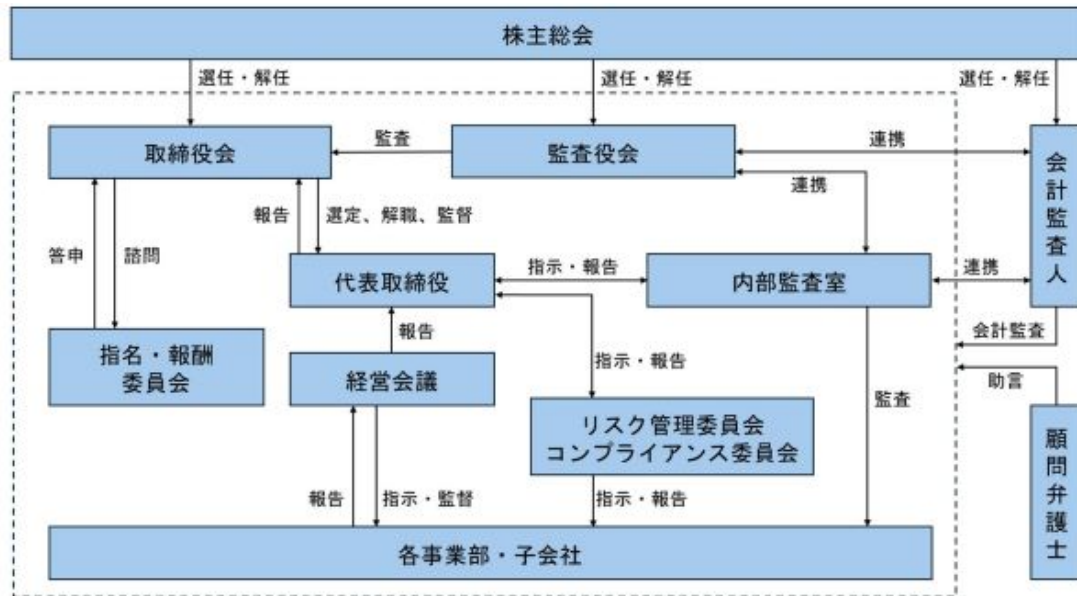 株主総会
選任・解任
選任・解任
選任・解任
取締役会
監査
監査役会
連携
会計監査人
連携
報告
選定、解職、監督
答申
諮問
代表取締役
指示・報告
内部監査室
連携
報告
会計監査
指名・報酬
委員会
経営会議
指示・報告
助言
監査
リスク管理委員会
コンプライアンス委員会
顧問弁護士
報告
指示・監督
指示・報告
各事業部・子会社